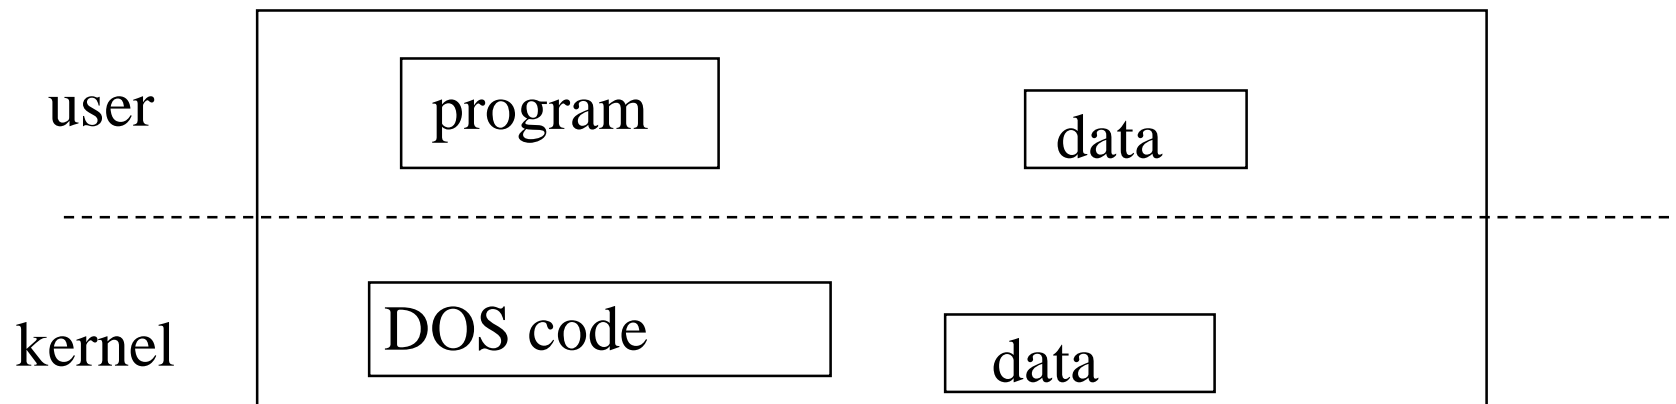 user
program
data
kernel
DOS code
data